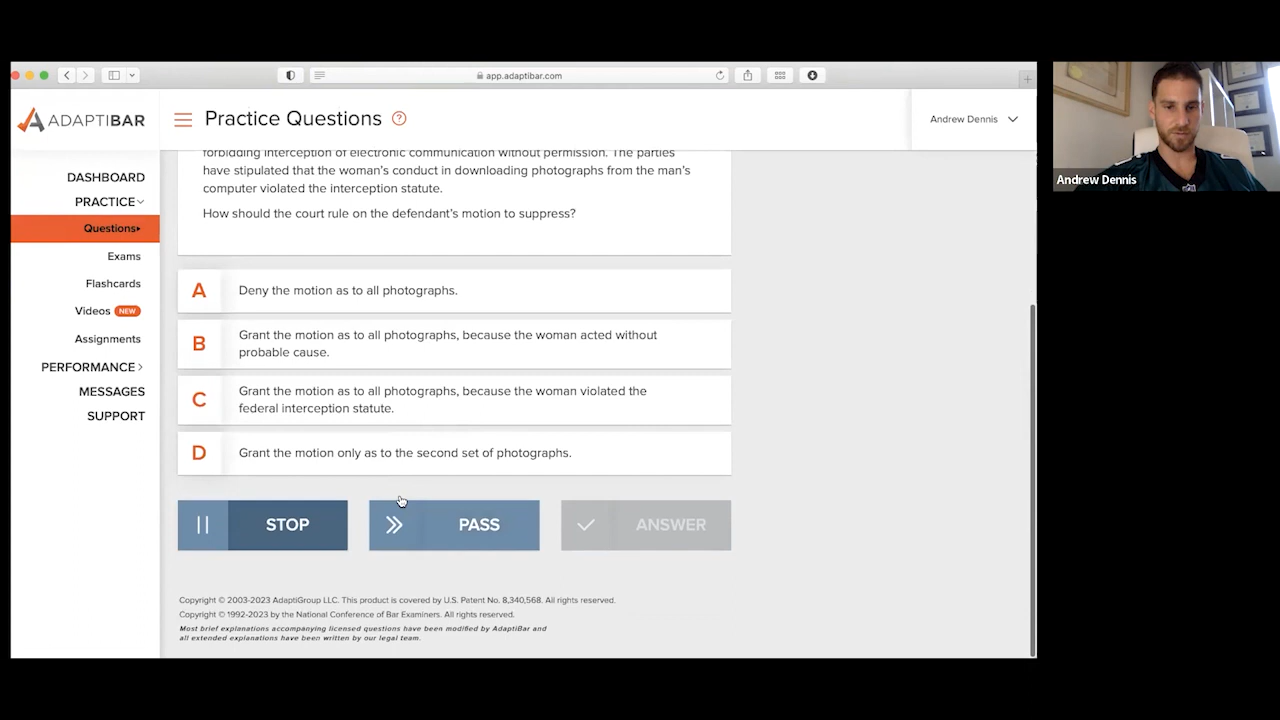 app.adaptibar.com
ADAPTIBAR
Practice Questions ?
Andrew Dennis
DASHBOARD
PRACTICE
Questions
Exams
Flashcards
Videos NEW
Assignments
PERFORMANCE
MESSAGES
SUPPORT
forbidding interception of electronic communication without permission. The parties
have stipulated that the woman's conduct in downloading photographs from the man's
computer violated the interception statute.
How should the court rule on the defendant's motion to suppress?
A Deny the motion as to all photographs.
B Grant the motion as to all photographs, because the woman acted without
probable cause.
C Grant the motion as to all photographs, because the woman violated the
federal interception statute.
D Grant the motion only as to the second set of photographs.
STOP
PASS
ANSWER
Copyright © 2003-2023 AdaptiGroup LLC. This product is covered by U.S. Patent No. 8,340,568. All rights reserved.
Copyright © 1992-2023 by the National Conference of Bar Examiners. All rights reserved.
Most brief explanations accompanying licensed questions have been modified by AdaptiBar and
all extended explanations have been written by our legal team.
Andrew Dennis